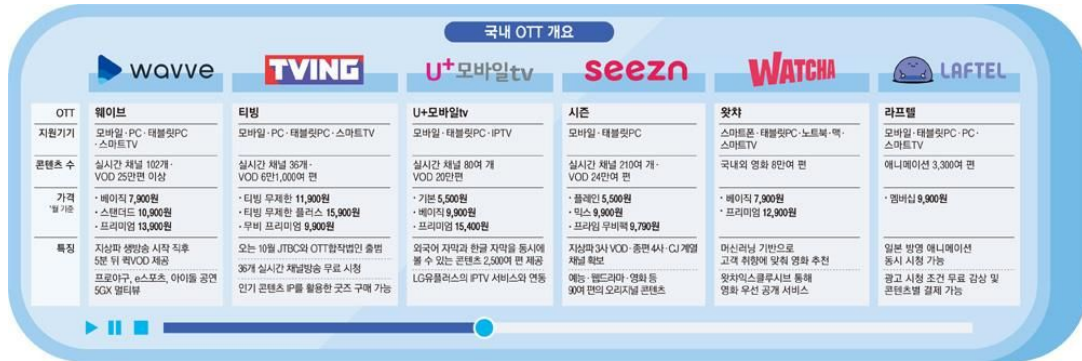 국내 OTT 개요
wavve
TVING
U+모바일tv
seezn
WATCHA
LAFTEL
OTT
웨이브
티빙
U+모바일tv
시즌
왓챠
라프텔
지원기기
모바일·PC·태블릿PC
·스마트TV
모바일·PC·태블릿PC·스마트TV
모바일·태블릿PC·IPTV
모바일·태블릿PC
스마트폰·태블릿PC·노트북·맥·
스마트TV
모바일·태블릿PC·PC·
스마트TV
콘텐츠 수
실시간 채널 102개·
VOD 25만편 이상
실시간 채널 36개·
VOD 6만1,000여 편
실시간 채널 80여 개
VOD 20만편
실시간 채널 210여 개·
VOD 24만여 편
국내외 영화 8만여 편
애니메이션 3,300여 편
가격
*월 기준
·베이직 7,900원
·스탠더드 10,900원
·프리미엄 13,900원
·티빙 무제한 11,900원
·티빙 무제한 플러스 15,900원
·무비 프리미엄 9,900원
·기본 5,500원
·베이직 9,900원
·프리미엄 15,400원
·플레인 5,500원
·믹스 9,900원
·프라임 무비팩 9,790원
·베이직 7,900원
·프리미엄 12,900원
·멤버십 9,900원
특징
지상파 생방송 시작 직후
5분 뒤 퀵VOD 제공
프로야구, e스포츠, 아이돌 공연
5GX 멀티뷰
오는 10월 JTBC와 OTT합작법인 출범
36개 실시간 채널방송 무료 시청
인기 콘텐츠 IP를 활용한 굿즈 구매 가능
외국어 자막과 한글 자막을 동시에
볼 수 있는 콘텐츠 2,500여 편 제공
LG유플러스의 IPTV 서비스와 연동
지상파 3사 VOD·종편 4사·CJ 계열
채널 확보
예능·웹드라마·영화 등
90여 편의 오리지널 콘텐츠
머신러닝 기반으로
고객 취향에 맞춰 영화 추천
왓챠익스클루시브 통해
영화 우선 공개 서비스
일본 방영 애니메이션
동시 시청 가능
광고 시청 조건 무료 감상 및
콘텐츠별 결제 가능